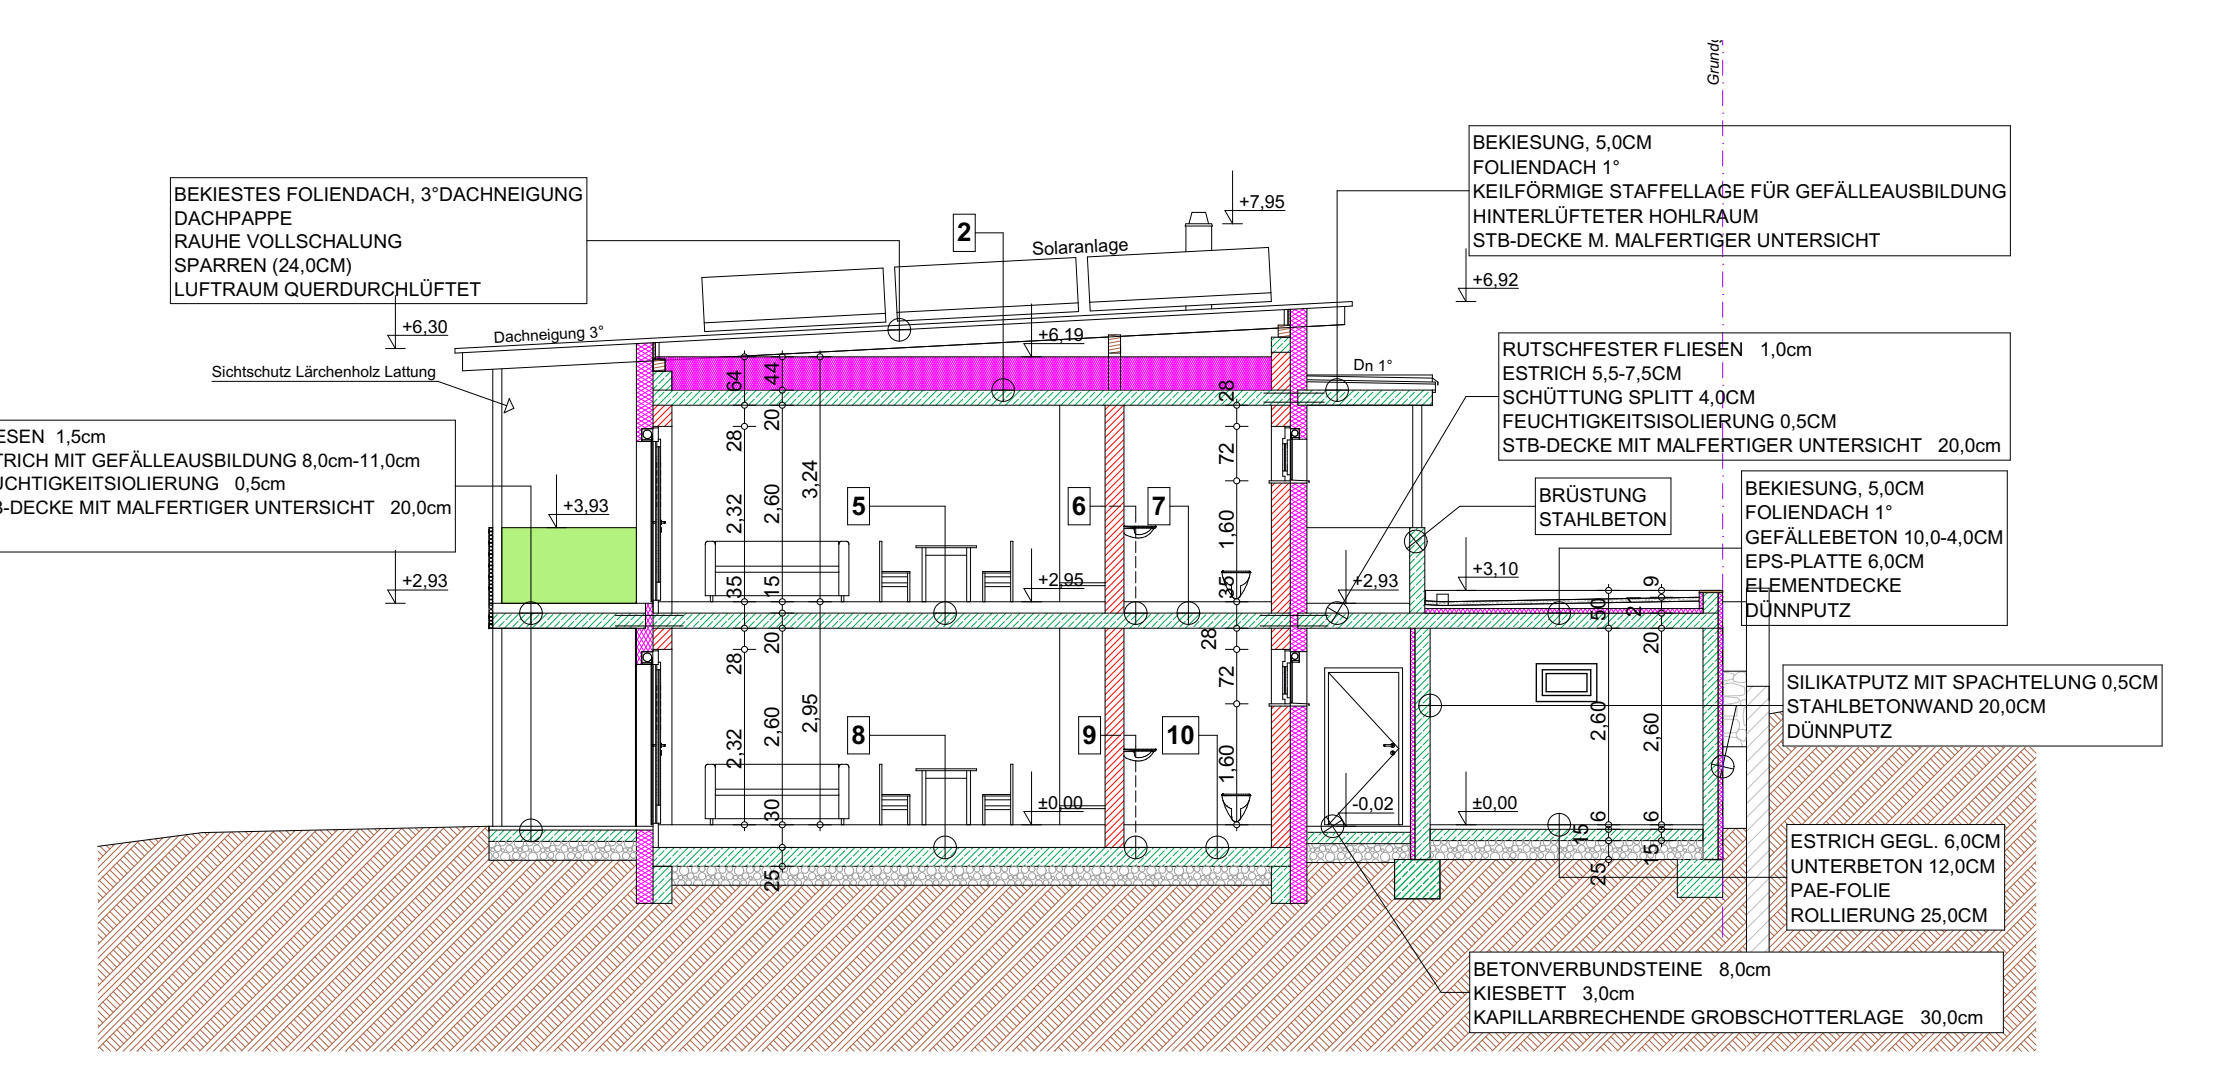 Grundg
BEKIESUNG, 5,0CM
FOLIENDACH 1°
KEILFÖRMIGE STAFFELLAGE FÜR GEFÄLLEAUSBILDUNG
HINTERLÜFTETER HOHLRAUM
STB-DECKE M. MALFERTIGER UNTERSICHT
BEKIESTES FOLIENDACH, 3°DACHNEIGUNG
DACHPAPPE
RAUHE VOLLSCHALUNG
SPARREN (24,0CM)
LUFTRAUM QUERDURCHLÜFTET
+7,95
2
Solaranlage
+6,92
+6,30
Dachneigung 3°
+6,19
Sichtschutz Lärchenholz Lattung
Dn 1°
RUTSCHFESTER FLIESEN 1,0cm
ESTRICH 5,5-7,5CM
SCHÜTTUNG SPLITT 4,0CM
FEUCHTIGKEITSISOLIERUNG 0,5CM
STB-DECKE MIT MALFERTIGER UNTERSICHT 20,0cm
ESEN 1,5cm
TRICH MIT GEFÄLLEAUSBILDUNG 8,0cm-11,0cm
UCHTIGKEITSIOLIERUNG 0,5cm
B-DECKE MIT MALFERTIGER UNTERSICHT 20,0cm
64
44
20
28
2,32
2,60
3,24
35
15
28
72
1,60
35
+3,93
+2,93
5
6
7
+2,95
+2,93
BRÜSTUNG
STAHLBETON
+3,10
BEKIESUNG, 5,0CM
FOLIENDACH 1°
GEFÄLLEBETON 10,0-4,0CM
EPS-PLATTE 6,0CM
ELEMENTDECKE
DÜNNPUTZ
50
9
21
20
28
2,32
20
2,60
2,95
30
25
28
72
1,60
8
9
10
±0,00
-0,02
±0,00
2,60
2,60
6
15
25
6
15
SILIKATPUTZ MIT SPACHTELUNG 0,5CM
STAHLBETONWAND 20,0CM
DÜNNPUTZ
ESTRICH GEGL. 6,0CM
UNTERBETON 12,0CM
PAE-FOLIE
ROLLIERUNG 25,0CM
BETONVERBUNDSTEINE 8,0cm
KIESBETT 3,0cm
KAPILLARBRECHENDE GROBSCHOTTERLAGE 30,0cm